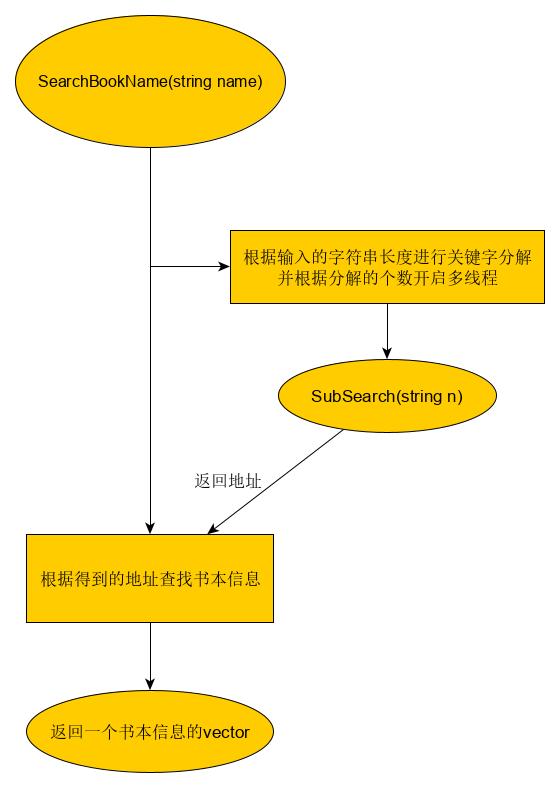 SearchBookName(string name)
根据输入的字符串长度进行关键字分解
并根据分解的个数开启多线程
SubSearch(string n)
返回地址
根据得到的地址查找书本信息
返回一个书本信息的vector